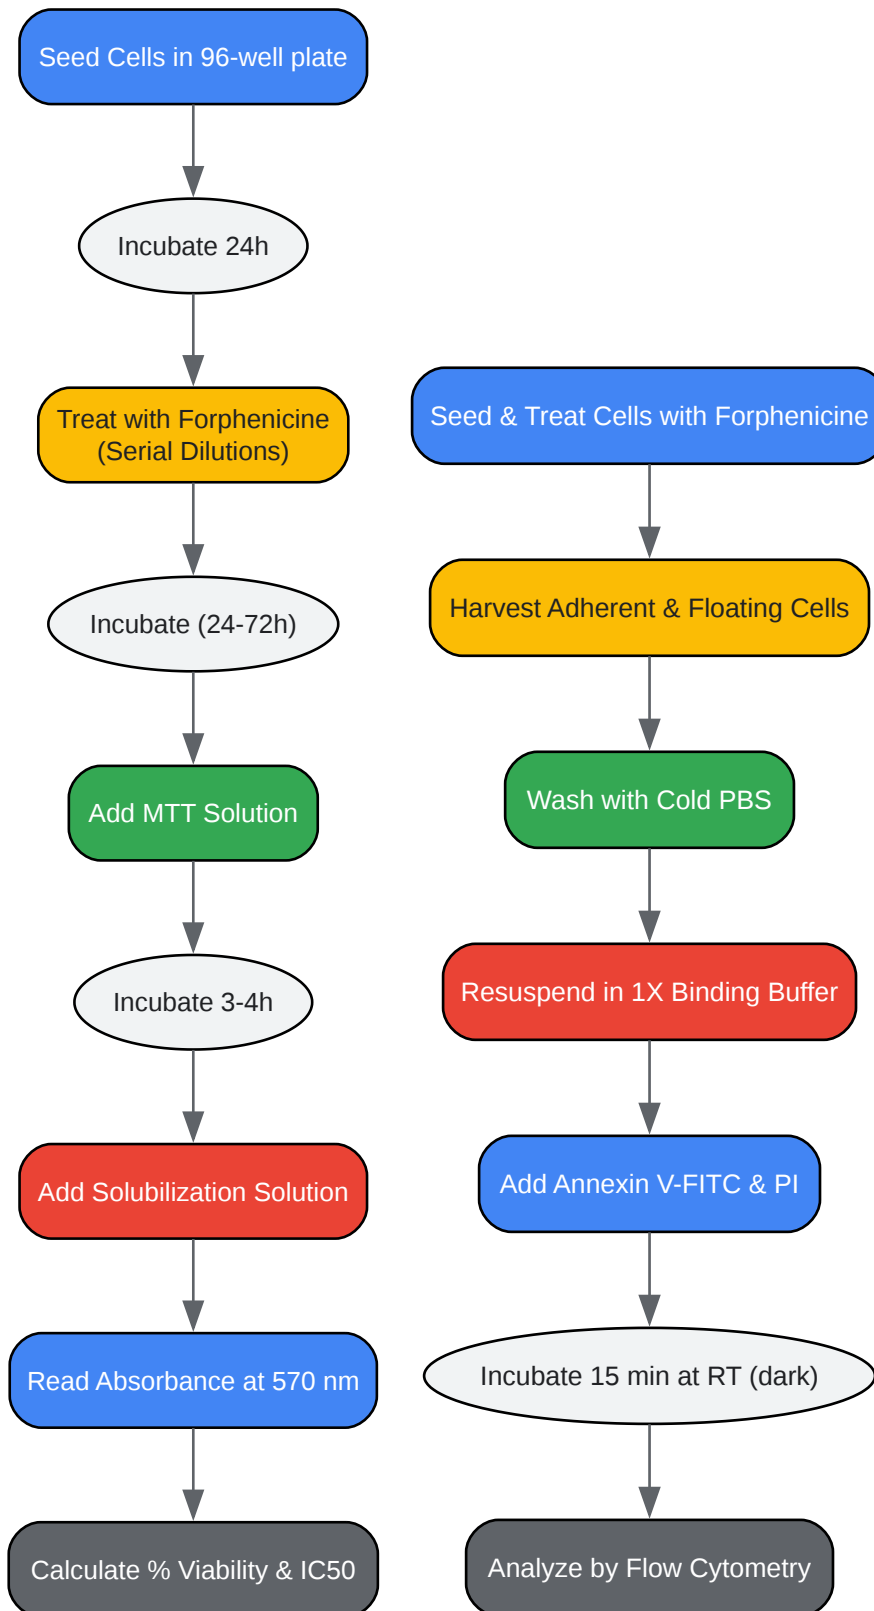 Seed Cells in 96-well plate
Incubate 24h
Treat with Forphenicine
(Serial Dilutions)
Incubate (24-72h)
Add MTT Solution
Incubate 3-4h
Add Solubilization Solution
Read Absorbance at 570 nm
Calculate % Viability & IC50
Seed & Treat Cells with Forphenicine
Harvest Adherent & Floating Cells
Wash with Cold PBS
Resuspend in 1X Binding Buffer
Add Annexin V-FITC & PI
Incubate 15 min at RT (dark)
Analyze by Flow Cytometry